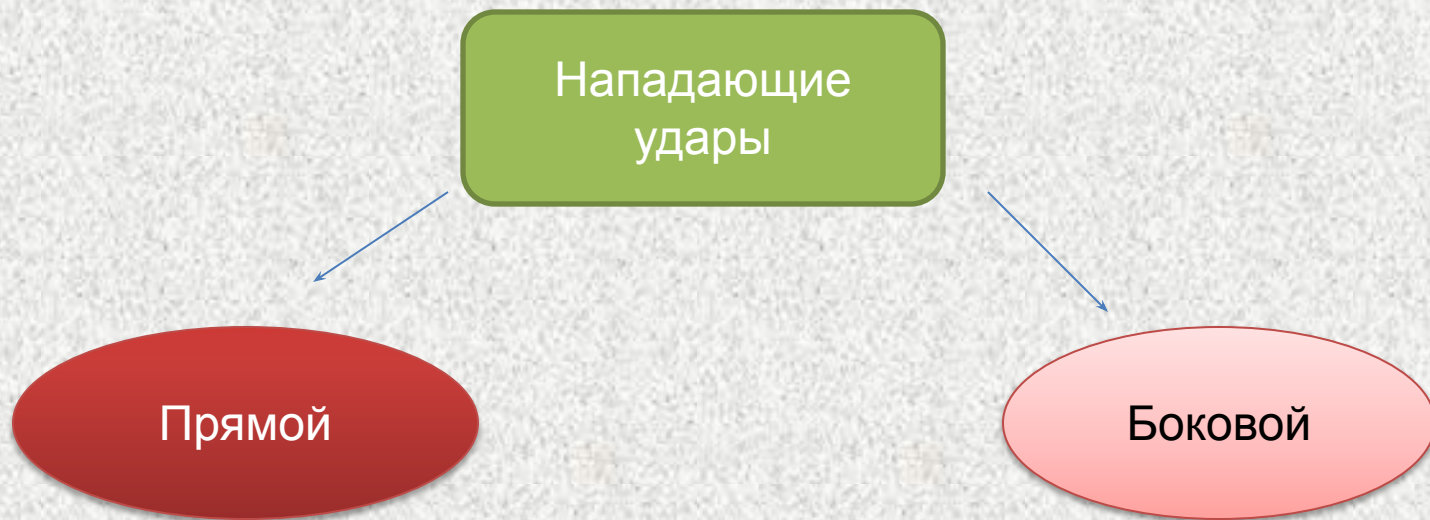 Нападающие
удары
Прямой
Боковой